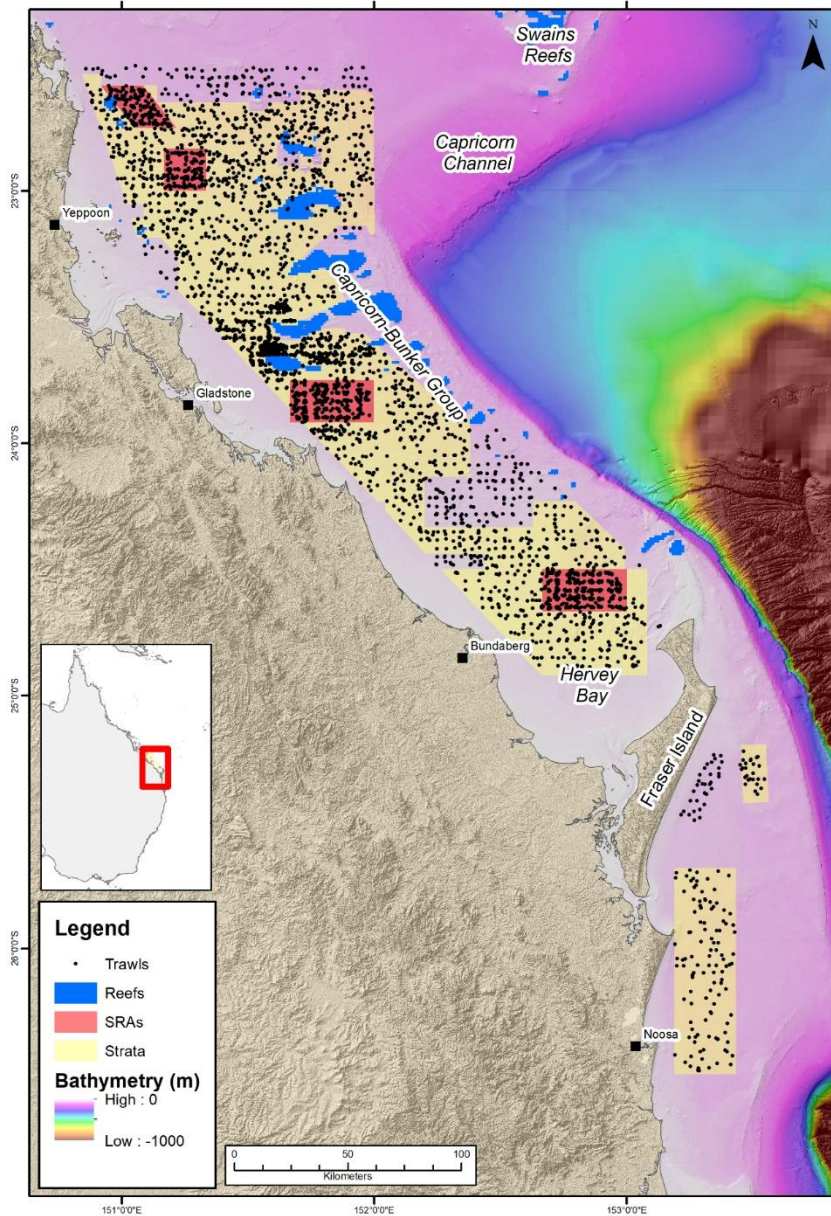 Swains
Reefs
N
Capricorn
Channel
23°0'0"S
Yeppoon
Capricorn-Bunker Group
Gladstone
24°0'0"S
Bundaberg
Hervey
Bay
25°0'0"S
Fraser Island
26°0'0"S
Noosa
Legend
Trawls
Reefs
SRAs
Strata
Bathymetry (m)
High : 0
Low : -1000
0 50 100
Kilometers
151°0'0"E 152°0'0"E 153°0'0"E